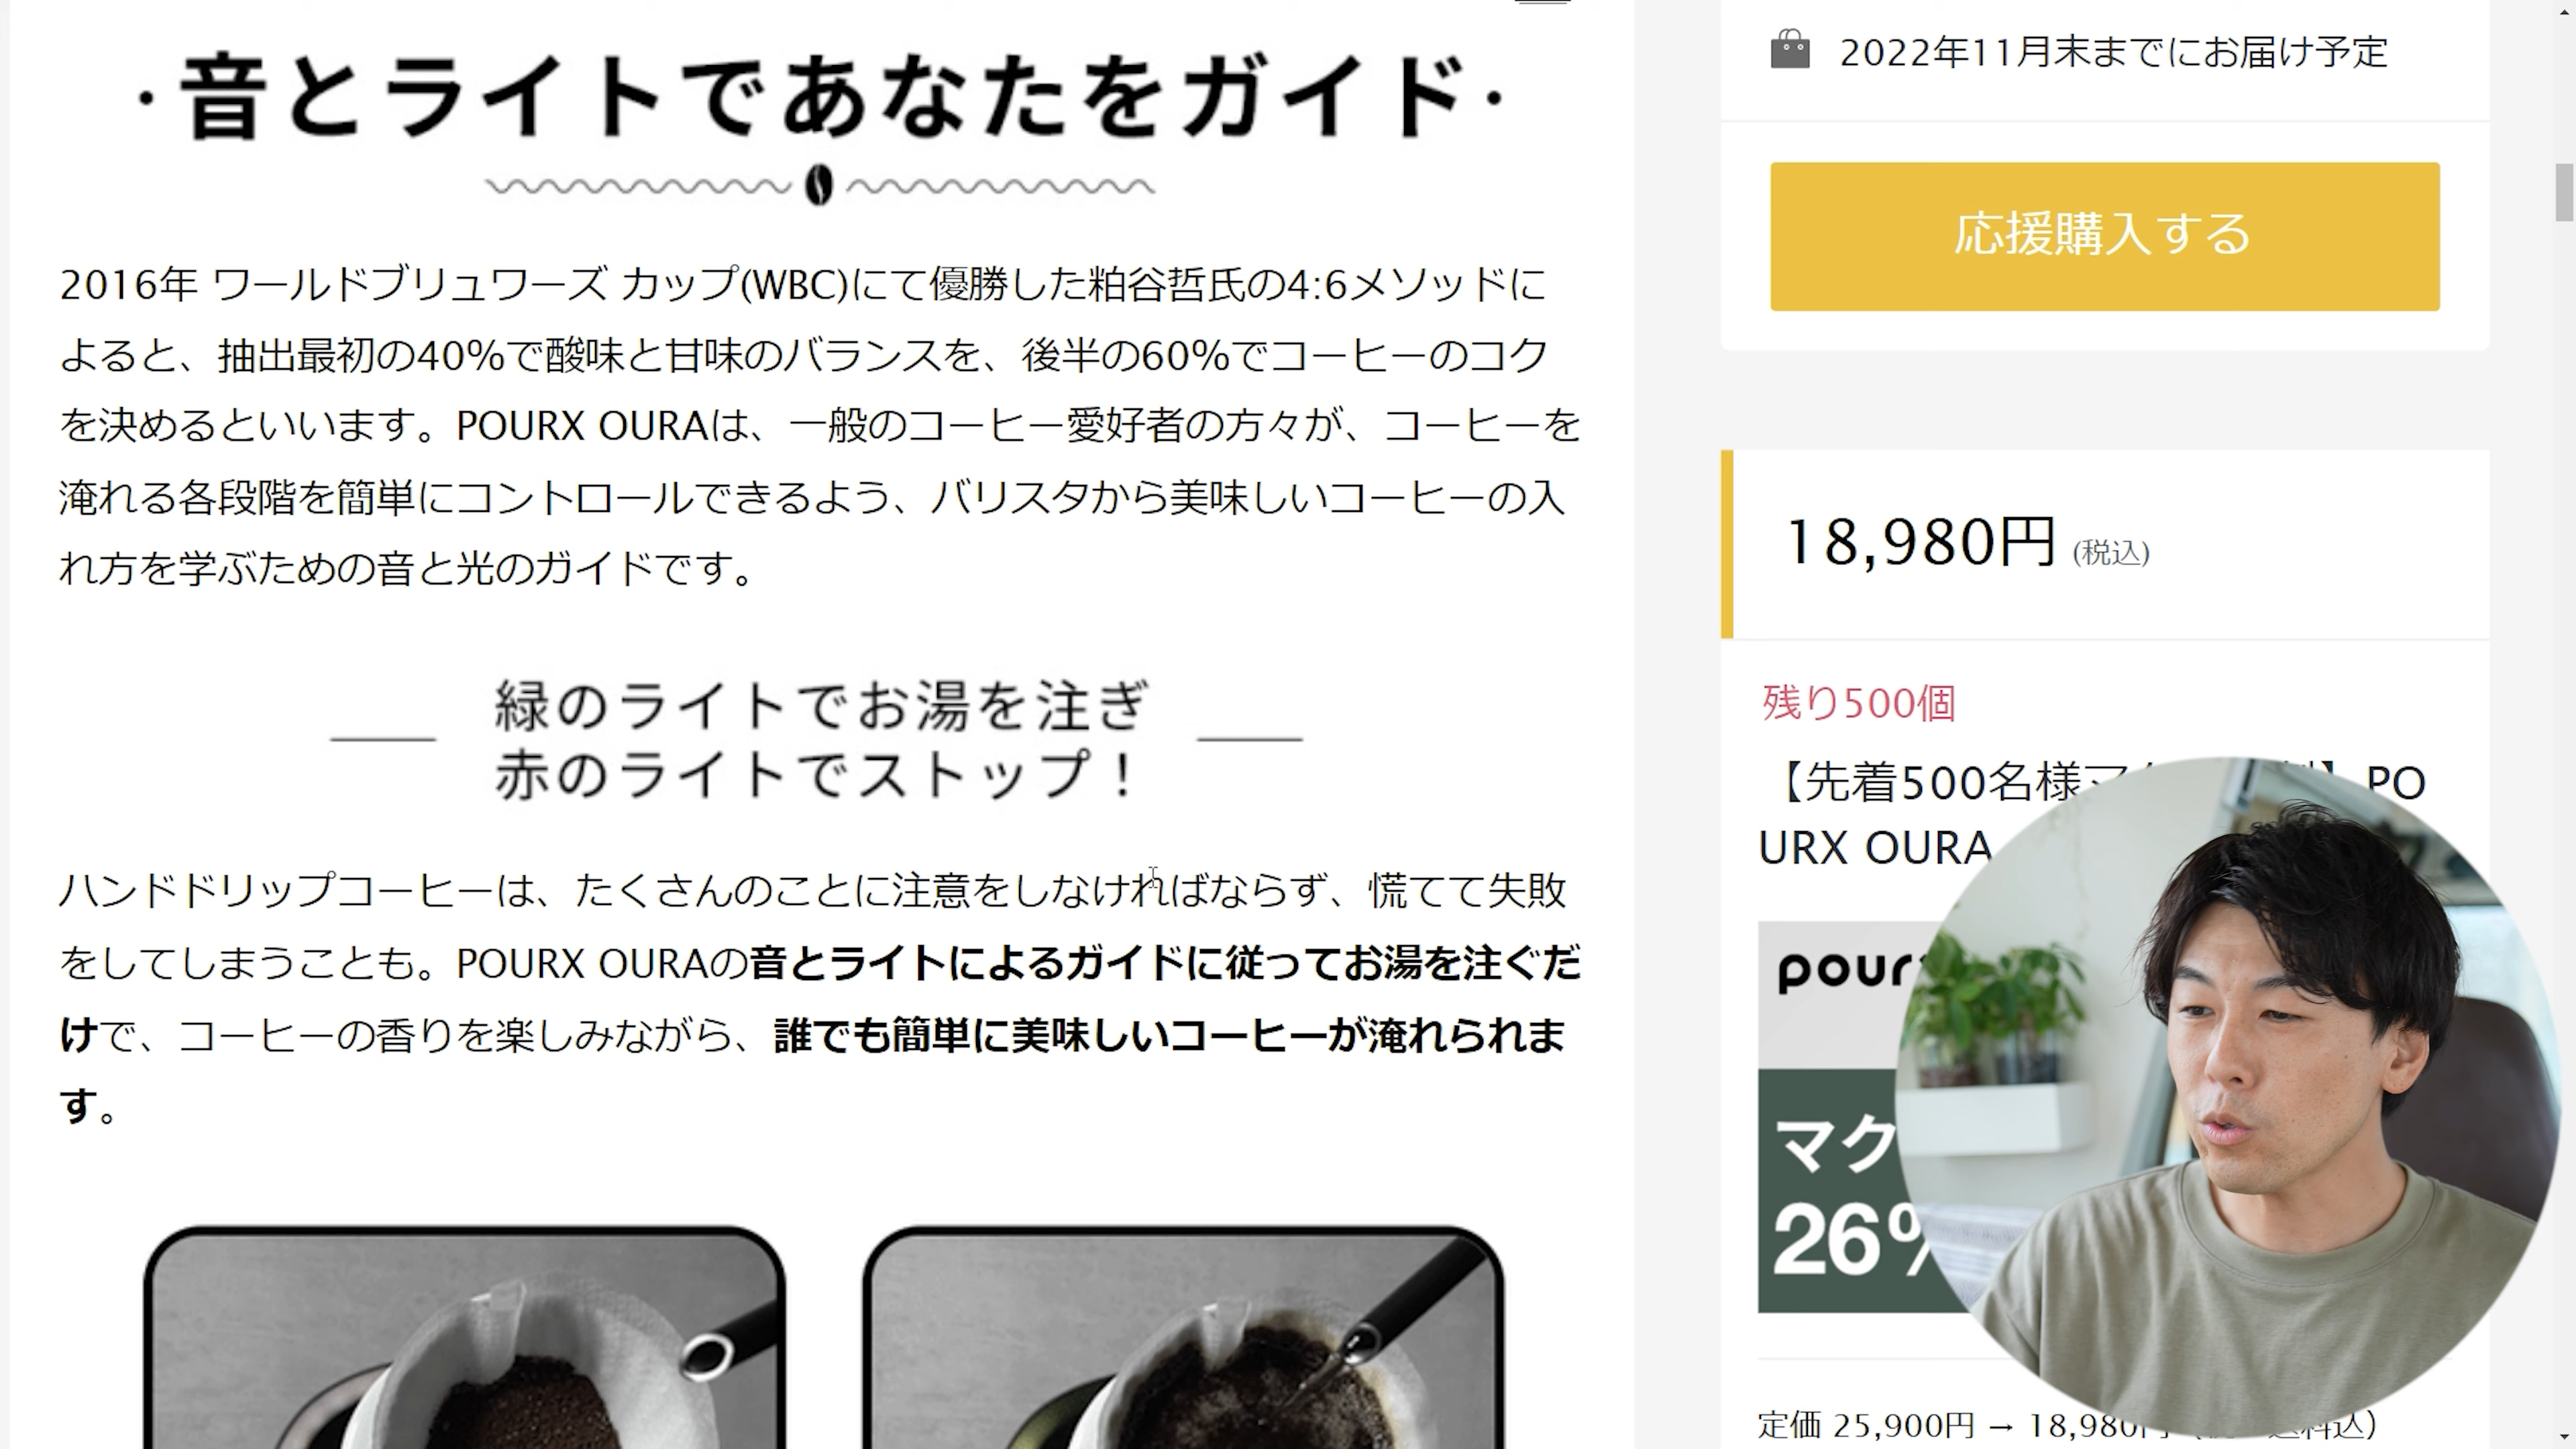 ・音とライトであなたをガイド・
2016年 ワールドブリュワーズ カップ(WBC)にて優勝した粕谷哲氏の4:6メソッドに
よると、抽出最初の40%で酸味と甘味のバランスを、後半の60%でコーヒーのコク
を決めるといいます。POURX OURAは、一般のコーヒー愛好者の方々が、コーヒーを
淹れる各段階を簡単にコントロールできるよう、バリスタから美味しいコーヒーの入
れ方を学ぶための音と光のガイドです。
緑のライトでお湯を注ぎ
赤のライトでストップ！
ハンドドリップコーヒーは、たくさんのことに注意をしなければならず、慌てて失敗
をしてしまうことも。POURX OURAの音とライトによるガイドに従ってお湯を注ぐだ
けで、コーヒーの香りを楽しみながら、誰でも簡単に美味しいコーヒーが淹れられま
す。
2022年11月末までにお届け予定
応援購入する
18,980円 (税込)
残り500個
【先着500名様マ 】 PO
URX OURA
pour
マク
26%
定価 25,900円 → 18,980円 料込）